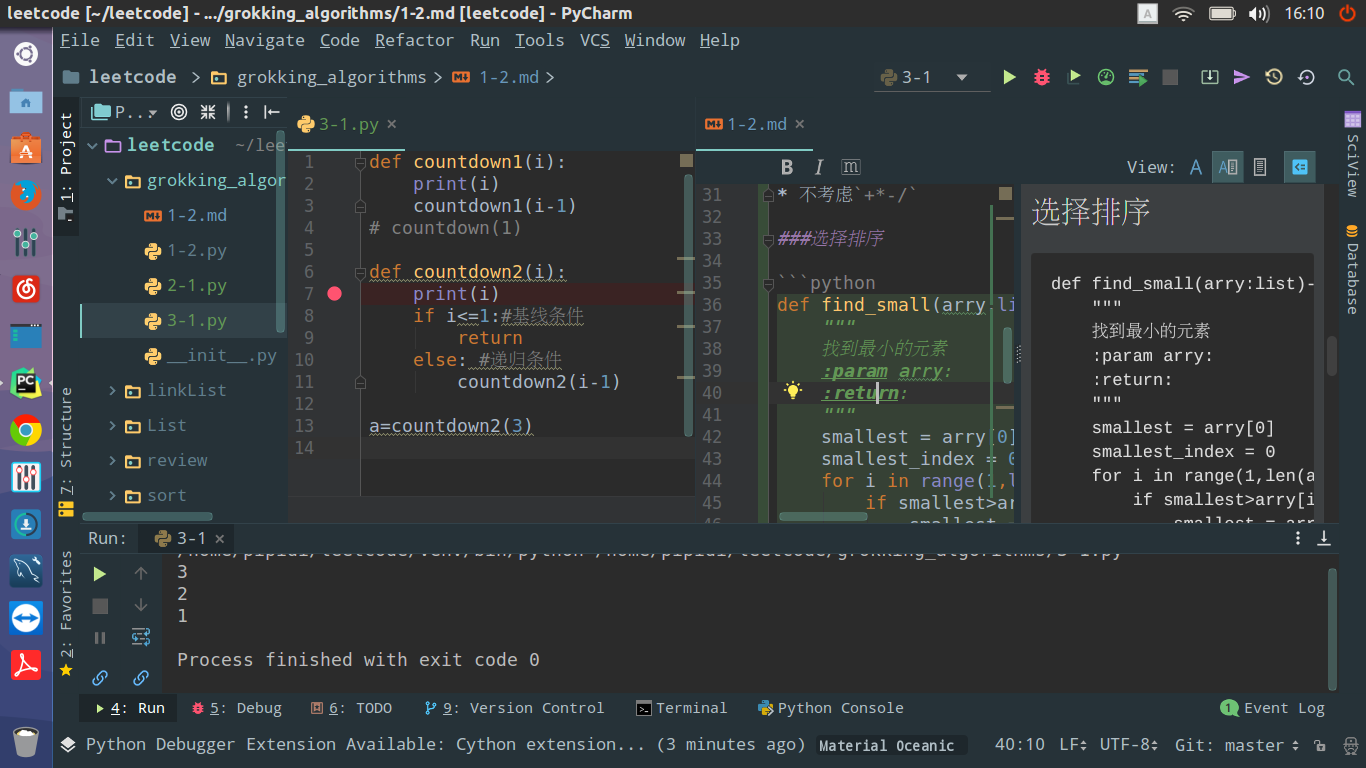 leetcode [~/leetcode] - .../grokking_algorithms/1-2.md [leetcode] - PyCharm
A
16:10
File Edit View Navigate Code Refactor Run Tools VCS Window Help
leetcode > grokking_algorithms > 1-2.md >
3-1
1: Project
P...
leetcode ~/lee
grokking_algor
1-2.md
1-2.py
2-1.py
3-1.py
__init__.py
linkList
List
review
sort
7: Structure
2: Favorites
3-1.py ×
1 def countdown1(i):
2 print(i)
3 countdown1(i-1)
4 # countdown(1)
5
6 def countdown2(i):
7 print(i)
8 if i<=1:#基线条件
9 return
10 else: #递归条件
11 countdown2(i-1)
12
13 a=countdown2(3)
14
1-2.md ×
B I m
View: A A
31 * 不考虑`+*-/`
32
33 ###选择排序
34
35 ```python
36 def find_small(arry:li
37 """
38 找到最小的元素
39 :param arry:
40 :return:
41 """
42 smallest = arry[0]
43 smallest_index = 0
44 for i in range(1,l
45 if smallest>ar
46 smallest
选择排序
def find_small(arry:list)-
"""
找到最小的元素
:param arry:
:return:
"""
smallest = arry[0]
smallest_index = 0
for i in range(1,len(a
if smallest>arry[i
smallest = arr
SciView
Database
Run: 3-1 ×
/home/pipidi/leetcode/venv/bin/python /home/pipidi/leetcode/grokking_algorithms/3-1.py
3
2
1
Process finished with exit code 0
4: Run 5: Debug 6: TODO 9: Version Control Terminal Python Console 1 Event Log
Python Debugger Extension Available: Cython extension... (3 minutes ago) Material Oceanic 40:10 LF UTF-8 Git: master